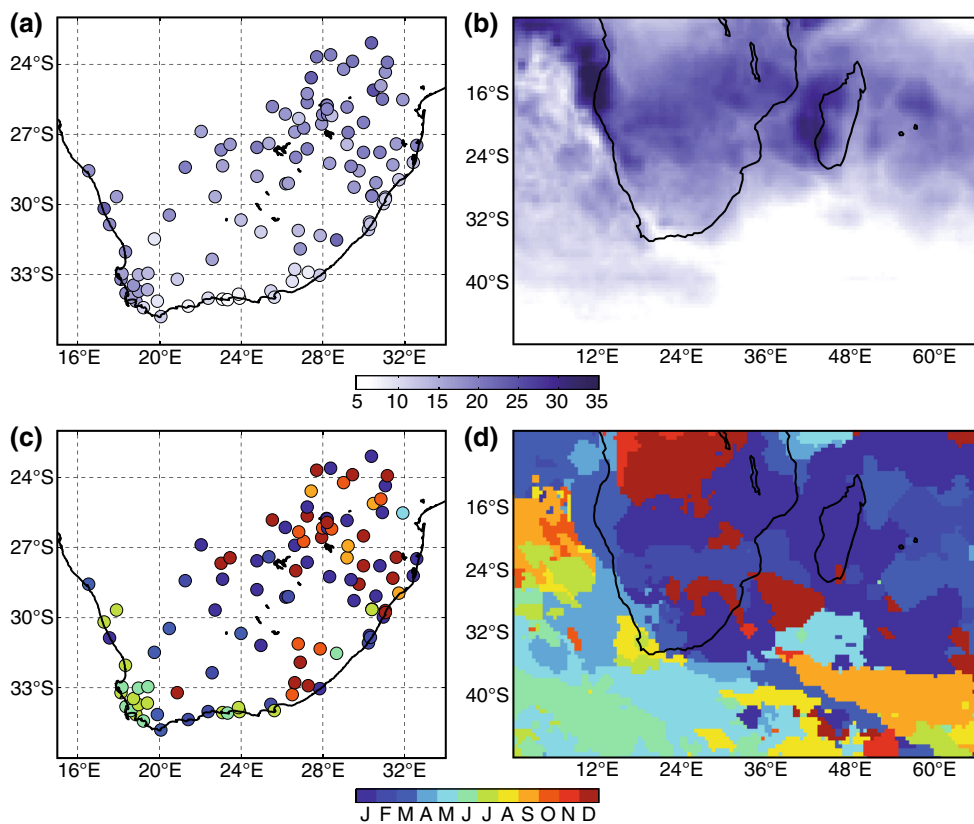 (a)
24°S
27°S
30°S
33°S
16°E 20°E 24°E 28°E 32°E
(b)
16°S
24°S
32°S
40°S
12°E 24°E 36°E 48°E 60°E
5 10 15 20 25 30 35
(c)
24°S
27°S
30°S
33°S
16°E 20°E 24°E 28°E 32°E
(d)
16°S
24°S
32°S
40°S
12°E 24°E 36°E 48°E 60°E
J F M A M J J A S O N D